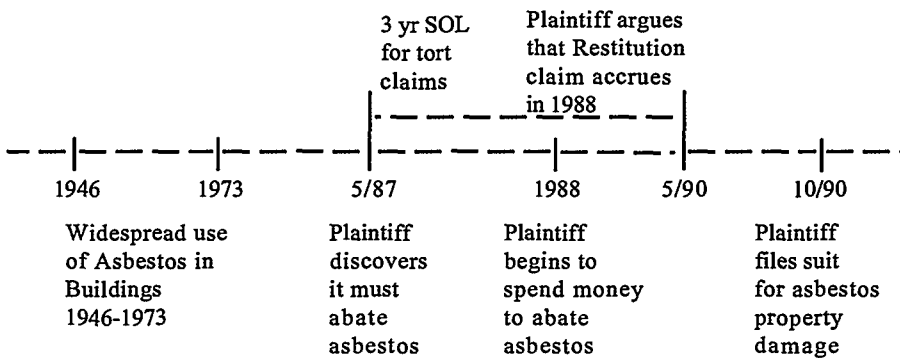 3 yr SOL
for tort
claims
Plaintiff argues
that Restitution
claim accrues
in 1988
1946
1973
5/87
1988
5/90
10/90
Widespread use
of Asbestos in
Buildings
1946-1973
Plaintiff
discovers
it must
abate
asbestos
Plaintiff
begins to
spend money
to abate
asbestos
Plaintiff
files suit
for asbestos
property
damage